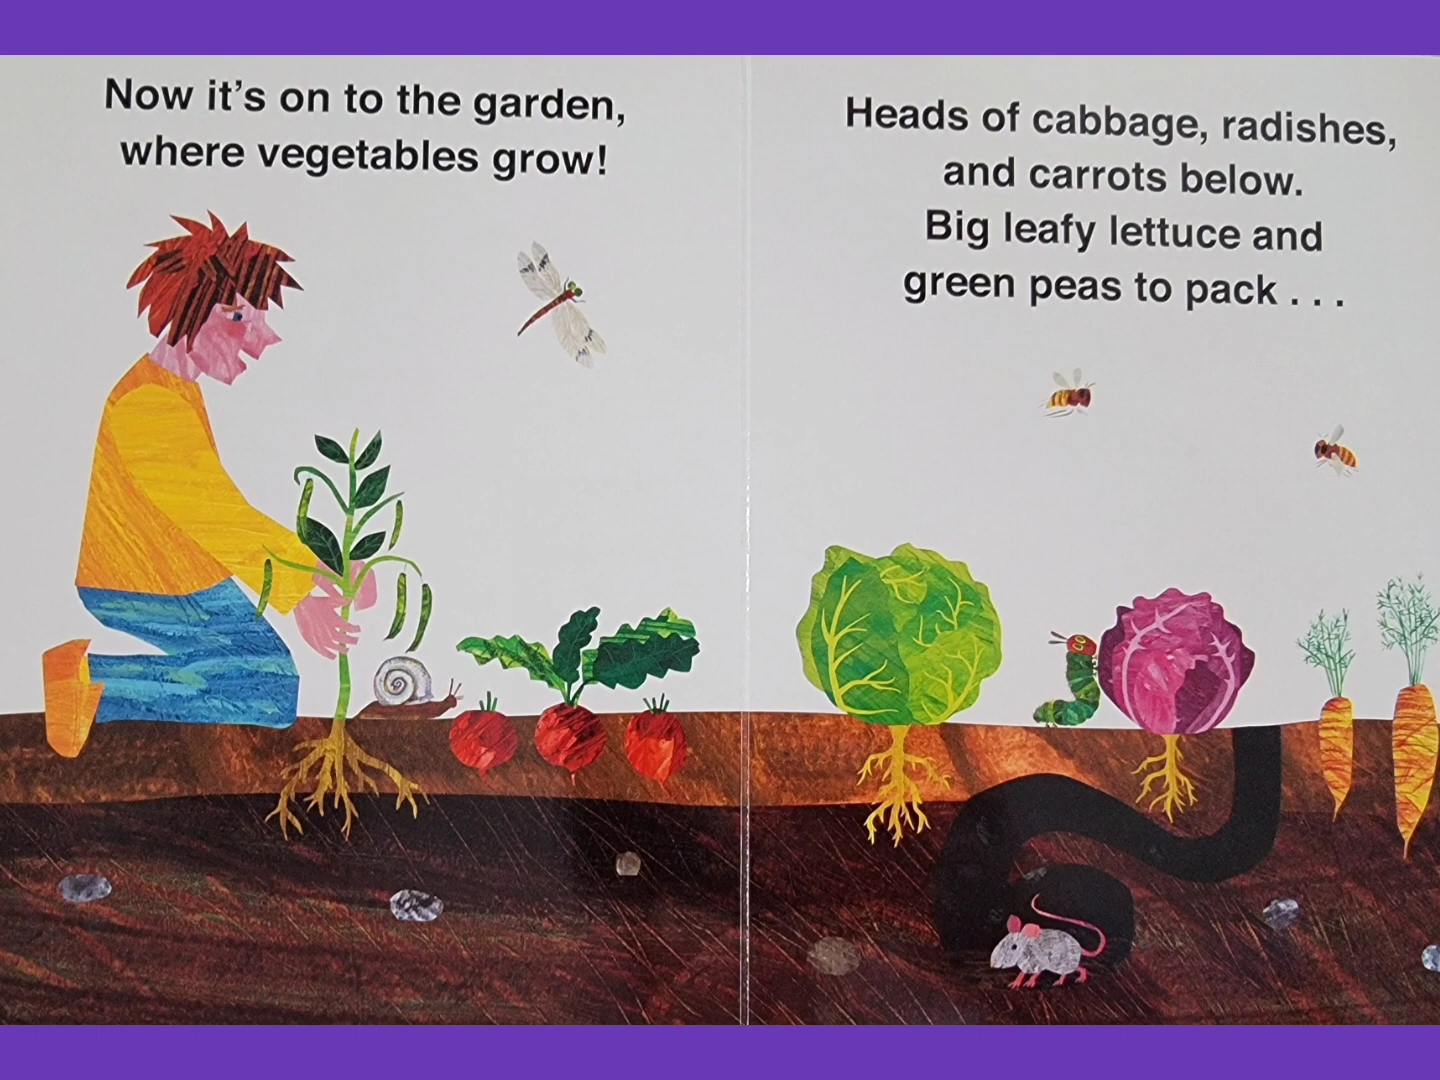 Now it's on to the garden,
where vegetables grow!
Heads of cabbage, radishes,
and carrots below.
Big leafy lettuce and
green peas to pack . . .